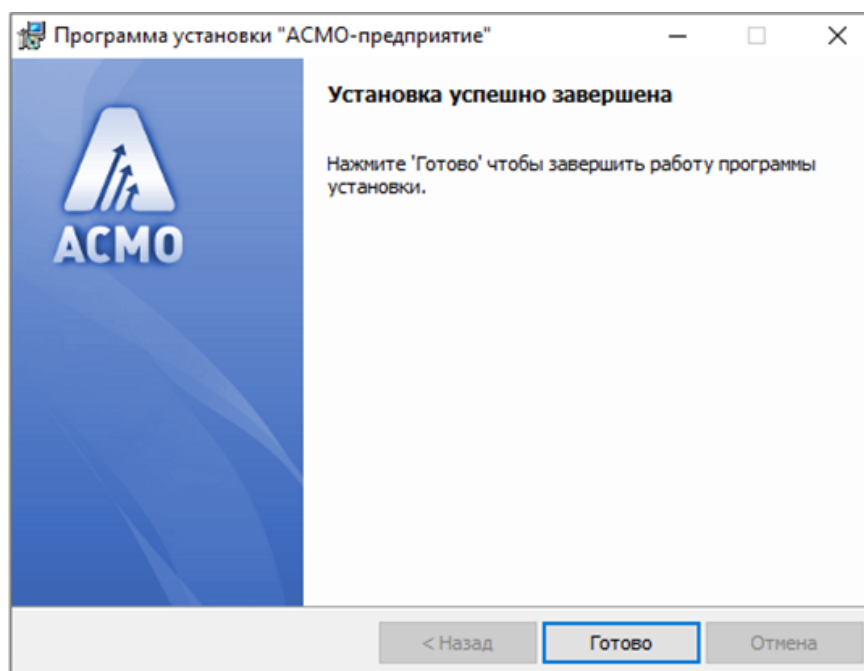 Программа установки "АСМО-предприятие"
Установка успешно завершена
Нажмите 'Готово' чтобы завершить работу программы
установки.
АСМО
< Назад
Готово
Отмена